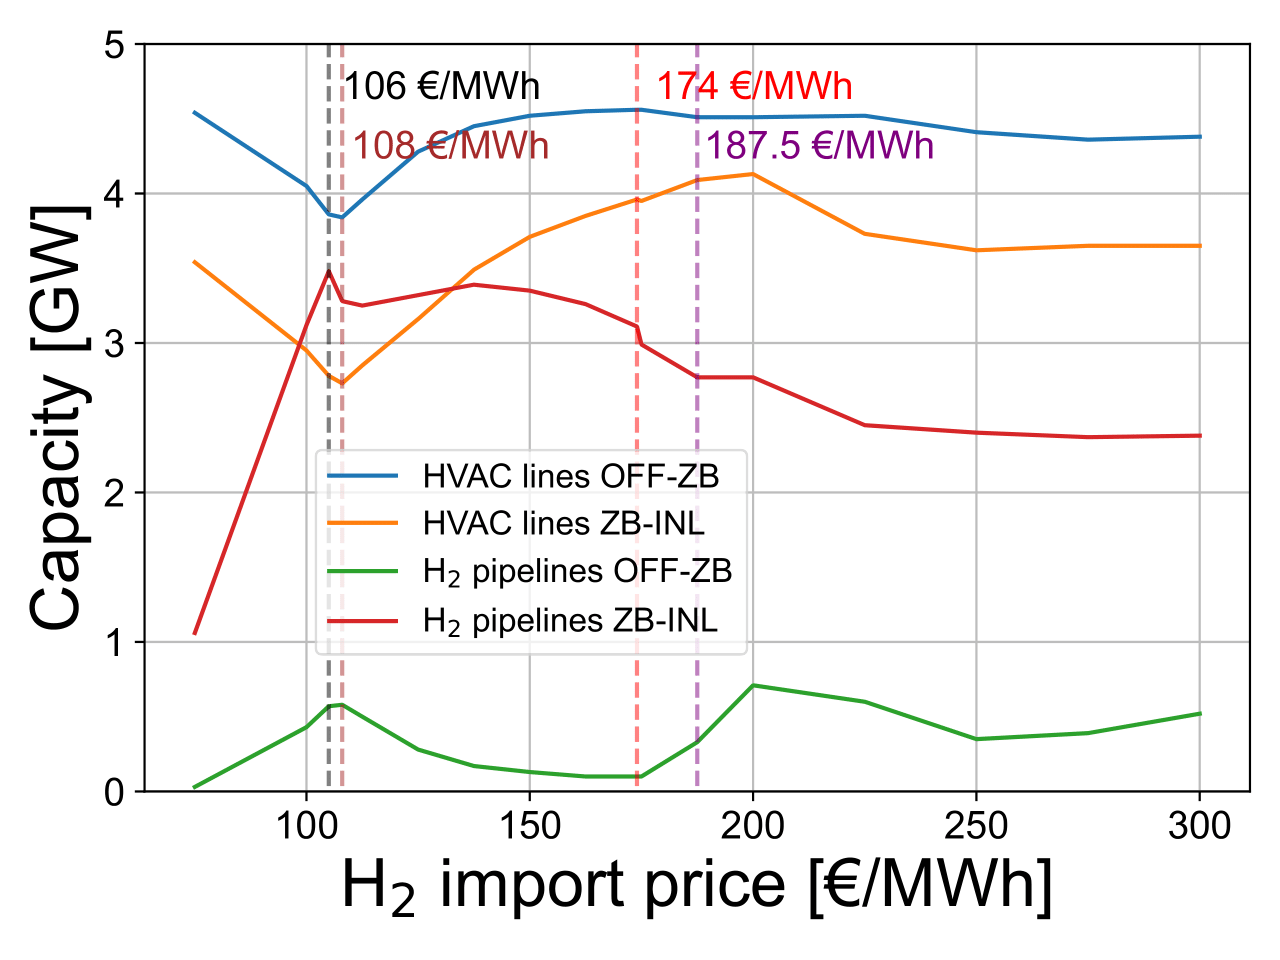 Capacity [GW]
5
4
3
2
1
0
106 €/MWh
174 €/MWh
108 €/MWh
187.5 €/MWh
HVAC lines OFF-ZB
HVAC lines ZB-INL
H₂ pipelines OFF-ZB
H₂ pipelines ZB-INL
100 150 200 250 300
H₂ import price [€/MWh]